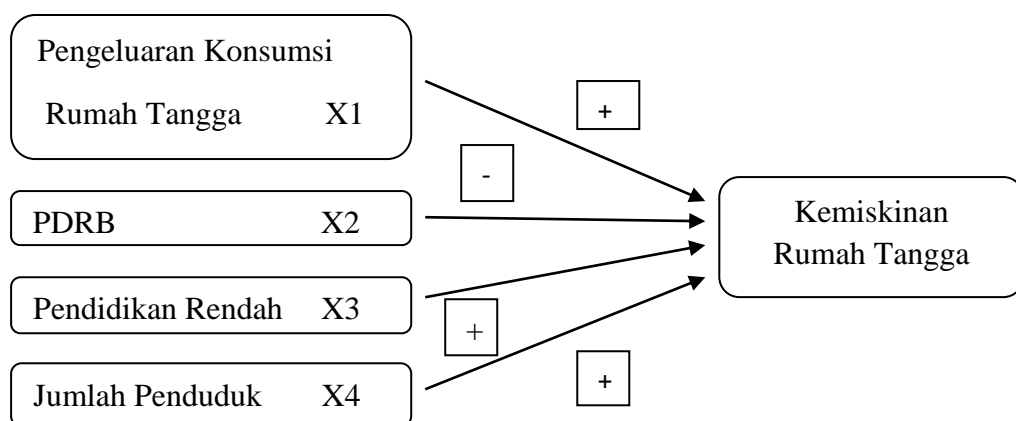 Pengeluaran Konsumsi
Rumah Tangga X1
+
-
PDRB X2
Kemiskinan
Rumah Tangga
Pendidikan Rendah X3
+
+
Jumlah Penduduk X4